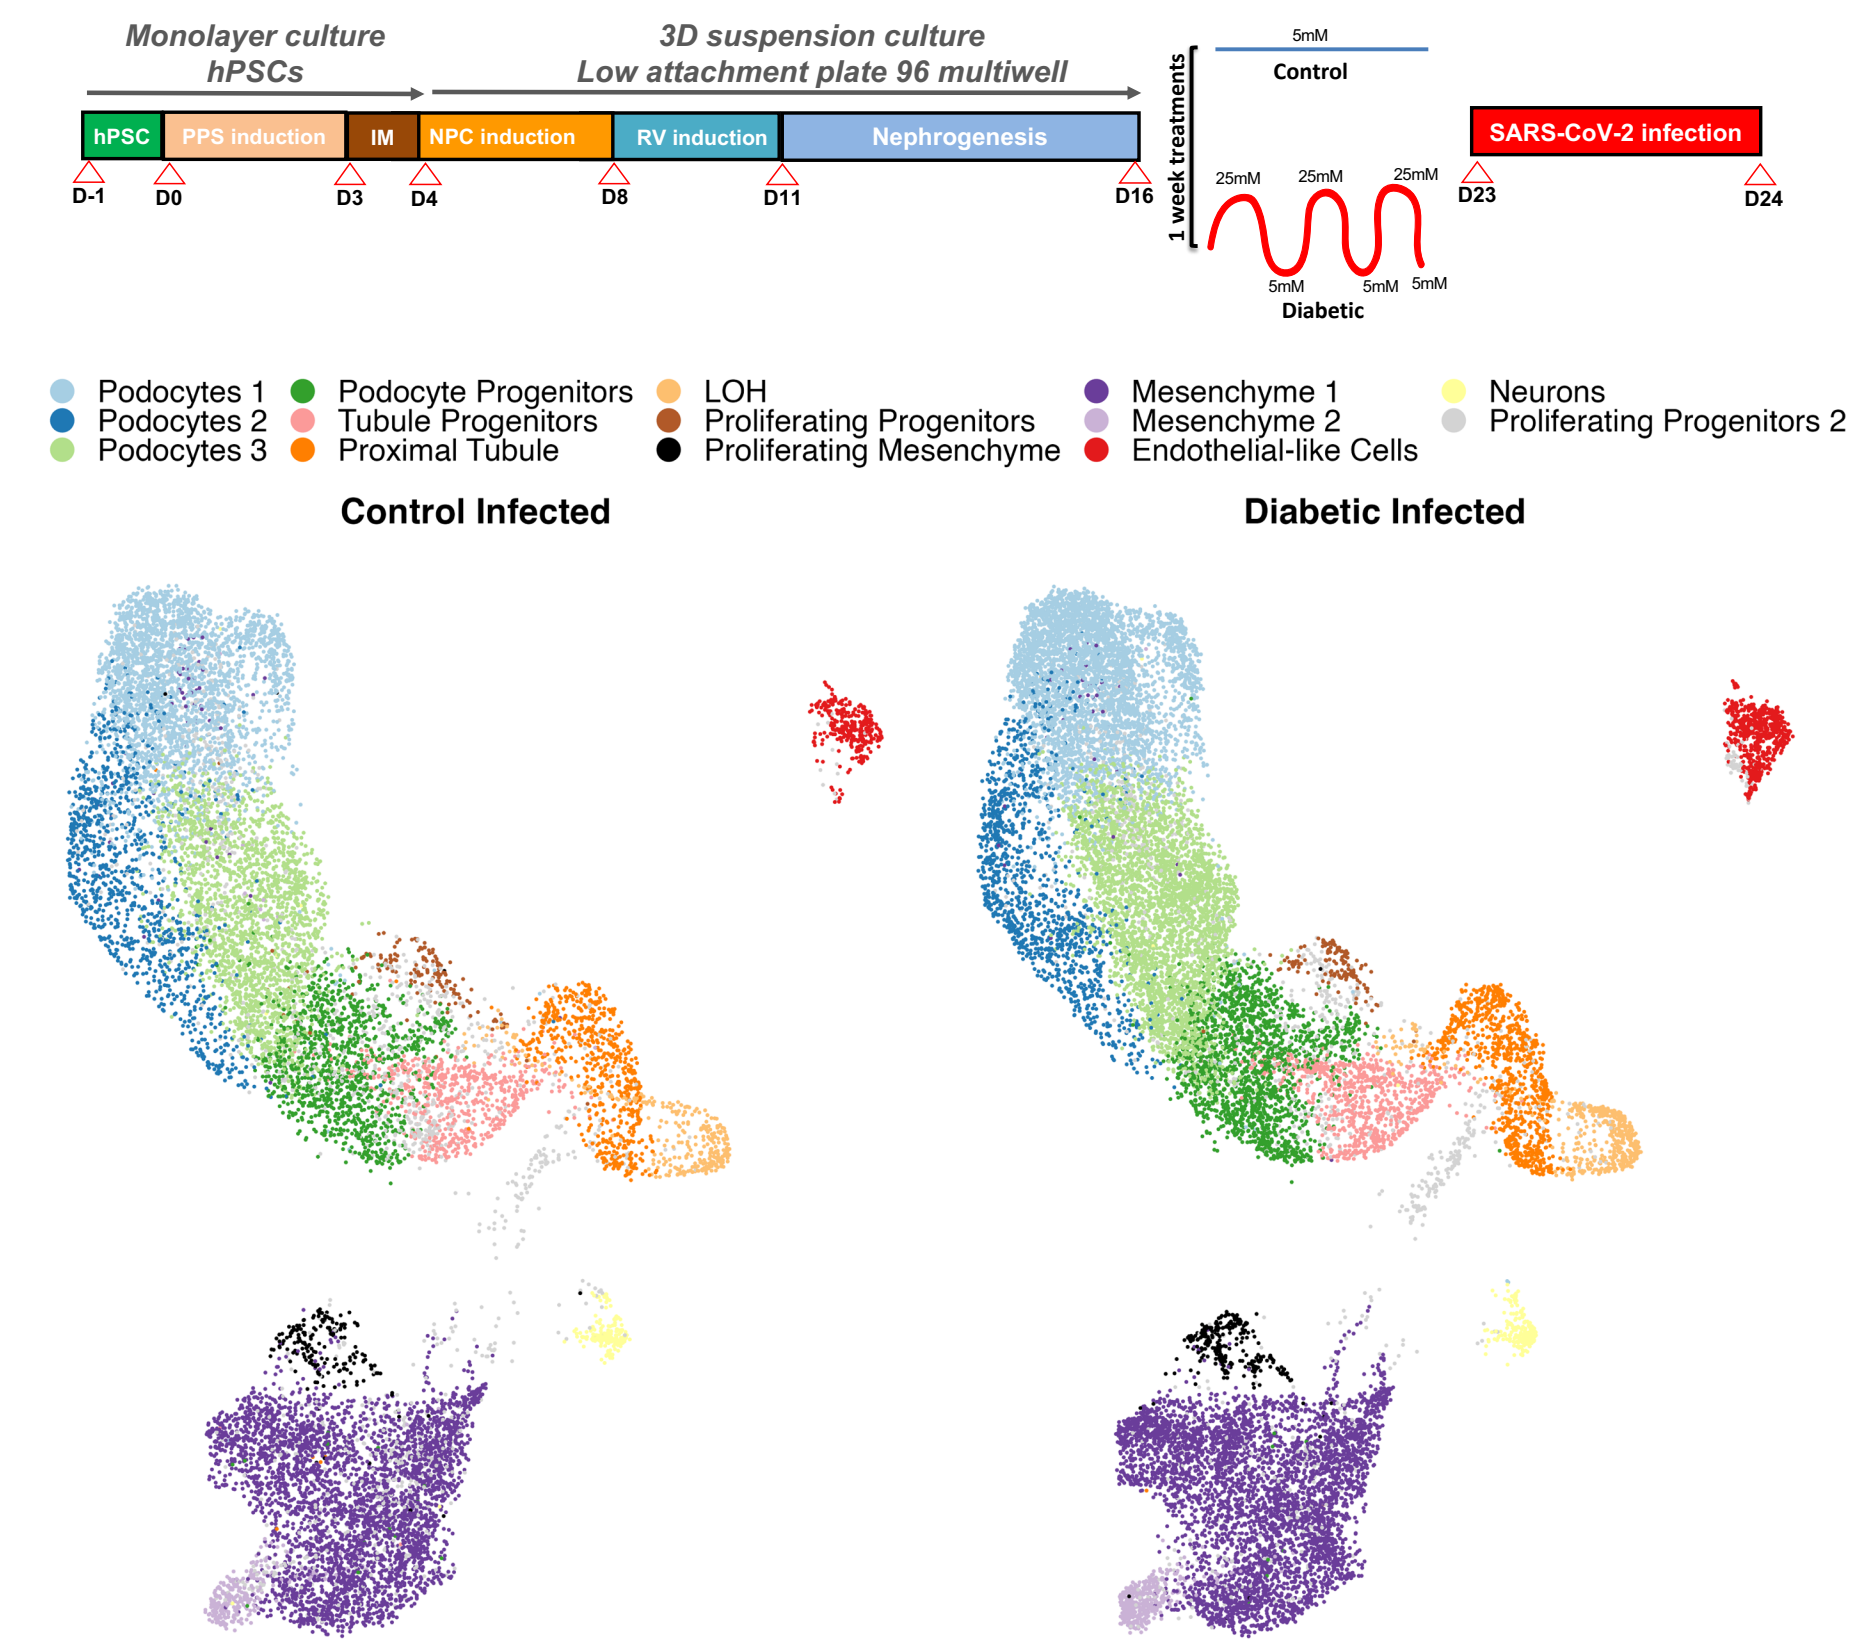 Monolayer culture
hPSCs
3D suspension culture
Low attachment plate 96 multiwell
hPSC
PPS induction
IM
NPC induction
RV induction
Nephrogenesis
D-1
D0
D3
D4
D8
D11
D16
1 week treatments
5mM
Control
25mM
25mM
25mM
5mM
5mM
5mM
Diabetic
SARS-CoV-2 infection
D23
D24
Podocytes 1
Podocytes 2
Podocytes 3
Podocyte Progenitors
Tubule Progenitors
Proximal Tubule
LOH
Proliferating Progenitors
Proliferating Mesenchyme
Mesenchyme 1
Mesenchyme 2
Endothelial-like Cells
Neurons
Proliferating Progenitors 2
Control Infected
Diabetic Infected